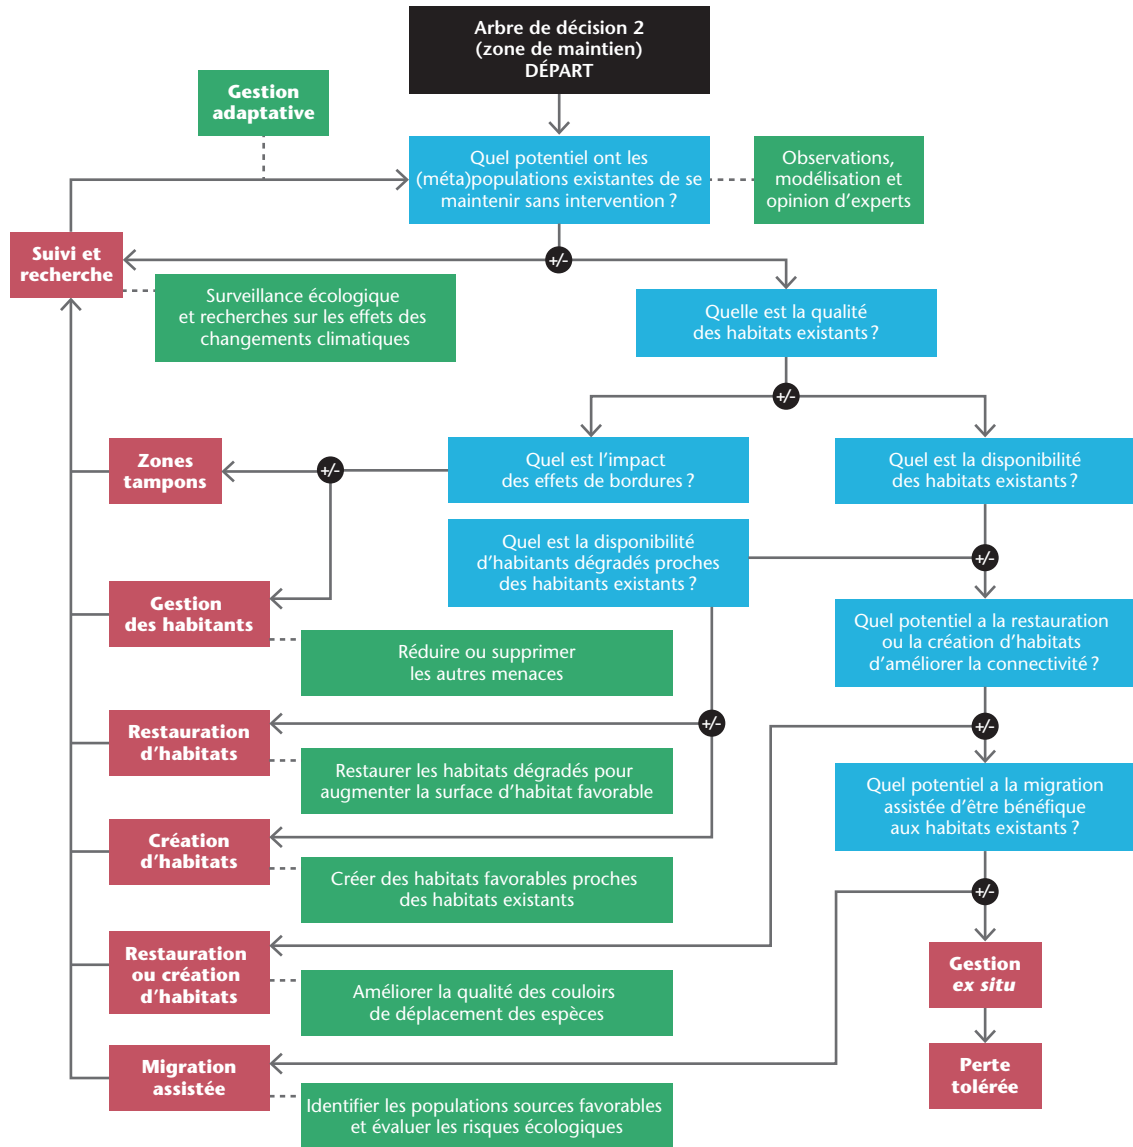 Arbre de décision 2
(zone de maintien)
DÉPART
Gestion
adaptative
Quel potentiel ont les
(méta)populations existantes de se
maintenir sans intervention ?
Observations,
modélisation et
opinion d’experts
Suivi et
recherche
+/-
Surveillance écologique
et recherches sur les effets des
changements climatiques
Quelle est la qualité
des habitats existants ?
+/-
Zones
tampons
+/-
Quel est l’impact
des effets de bordures ?
Quel est la disponibilité
des habitats existants ?
Quel est la disponibilité
d’habitants dégradés proches
des habitants existants ?
+/-
Gestion
des habitants
Réduire ou supprimer
les autres menaces
Quel potentiel a la restauration
ou la création d’habitats
d’améliorer la connectivité ?
Restauration
d’habitats
+/-
+/-
Restaurer les habitats dégradés pour
augmenter la surface d’habitat favorable
Quel potentiel a la migration
assistée d’être bénéfique
aux habitats existants ?
Création
d’habitats
Créer des habitats favorables proches
des habitats existants
+/-
Restauration
ou création
d’habitats
Améliorer la qualité des couloirs
de déplacement des espèces
Gestion
ex situ
Migration
assistée
Perte
tolérée
Identifier les populations sources favorables
et évaluer les risques écologiques